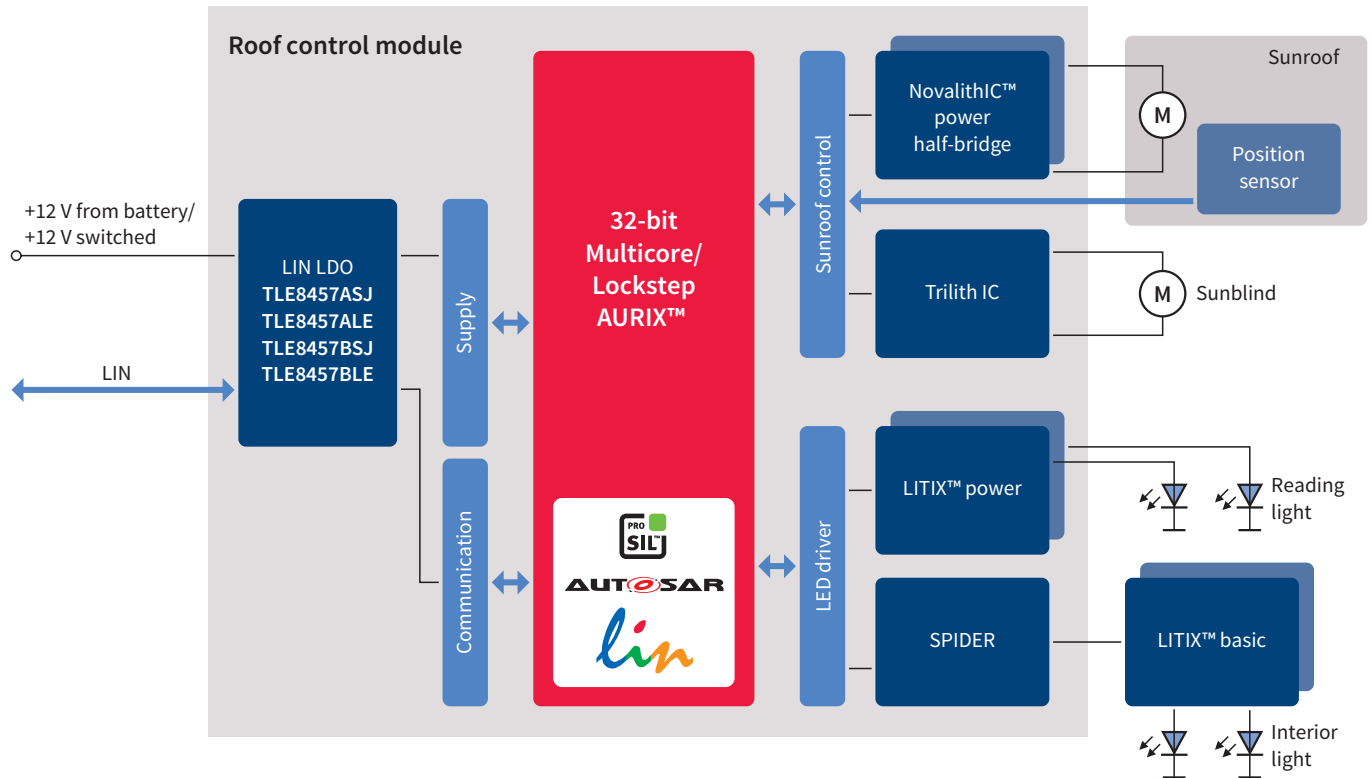 Roof control module
+12 V from battery/
+12 V switched
LIN
LIN LDO
TLE8457ASJ
TLE8457ALE
TLE8457BSJ
TLE8457BLE
Supply
Communication
32-bit
Multicore/
Lockstep
AURIX™
PRO
SIL™
AUTOSAR
lin
Sunroof control
LED driver
NovalithIC™
power
half-bridge
Trilith IC
LITIX™ power
SPIDER
Sunroof
M
Position
sensor
M
Sunblind
Reading
light
LITIX™ basic
Interior
light